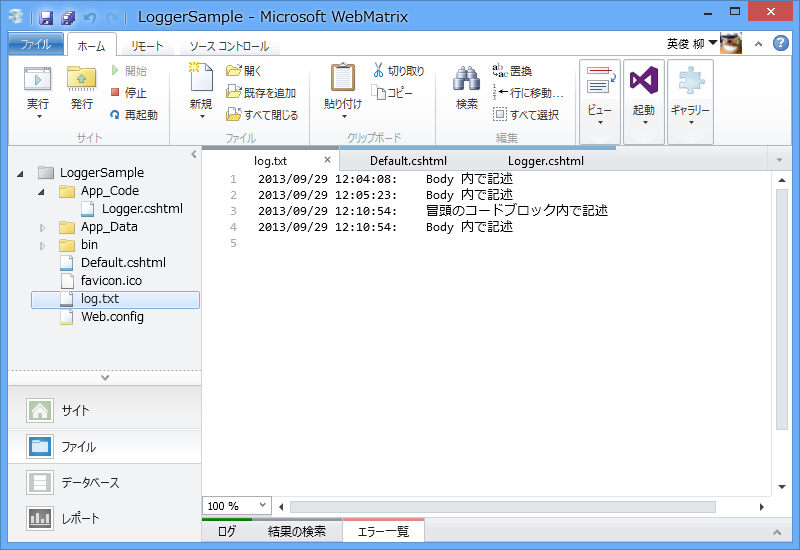 LoggerSample - Microsoft WebMatrix
ファイル ホーム リモート ソース コントロール 英俊 柳
実行 発行 開始 停止 再起動
サイト
新規 開く 既存を追加 すべて閉じる
ファイル
貼り付け 切り取り コピー
クリップボード
検索 置換 行に移動... すべて選択
編集
ビュー 起動 ギャラリー
LoggerSample
App_Code
Logger.cshtml
App_Data
bin
Default.cshtml
favicon.ico
log.txt
Web.config
サイト
ファイル
データベース
レポート
log.txt Default.cshtml Logger.cshtml
1 2013/09/29 12:04:08: Body 内で記述
2 2013/09/29 12:05:23: Body 内で記述
3 2013/09/29 12:10:54: 冒頭のコードブロック内で記述
4 2013/09/29 12:10:54: Body 内で記述
5
100 %
ログ 結果の検索 エラー一覧